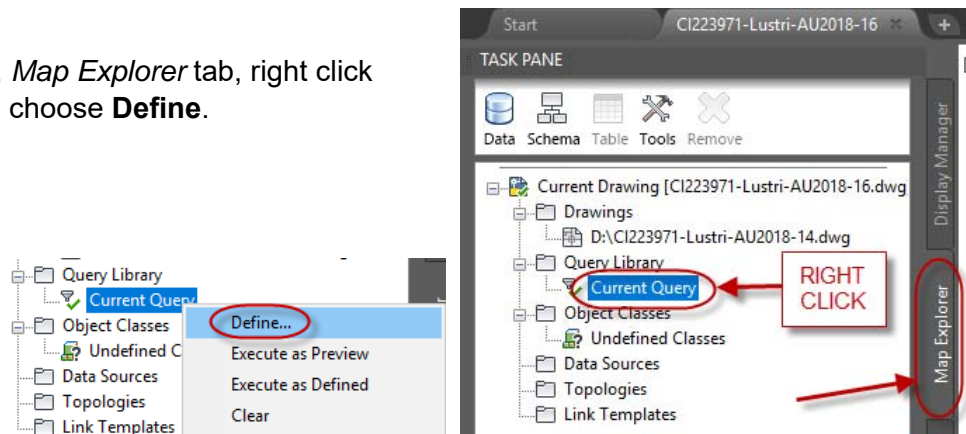 Map Explorer tab, right click
choose Define.
Query Library
Current Query
Object Classes
Undefined C
Data Sources
Topologies
Link Templates
Define...
Execute as Preview
Execute as Defined
Clear
Start
CI223971-Lustri-AU2018-16
TASK PANE
Data Schema Table Tools Remove
Current Drawing [CI223971-Lustri-AU2018-16.dwg
Drawings
D:\CI223971-Lustri-AU2018-14.dwg
Query Library
Current Query
Object Classes
Undefined Classes
Data Sources
Topologies
Link Templates
RIGHT
CLICK
Display Manager
Map Explorer